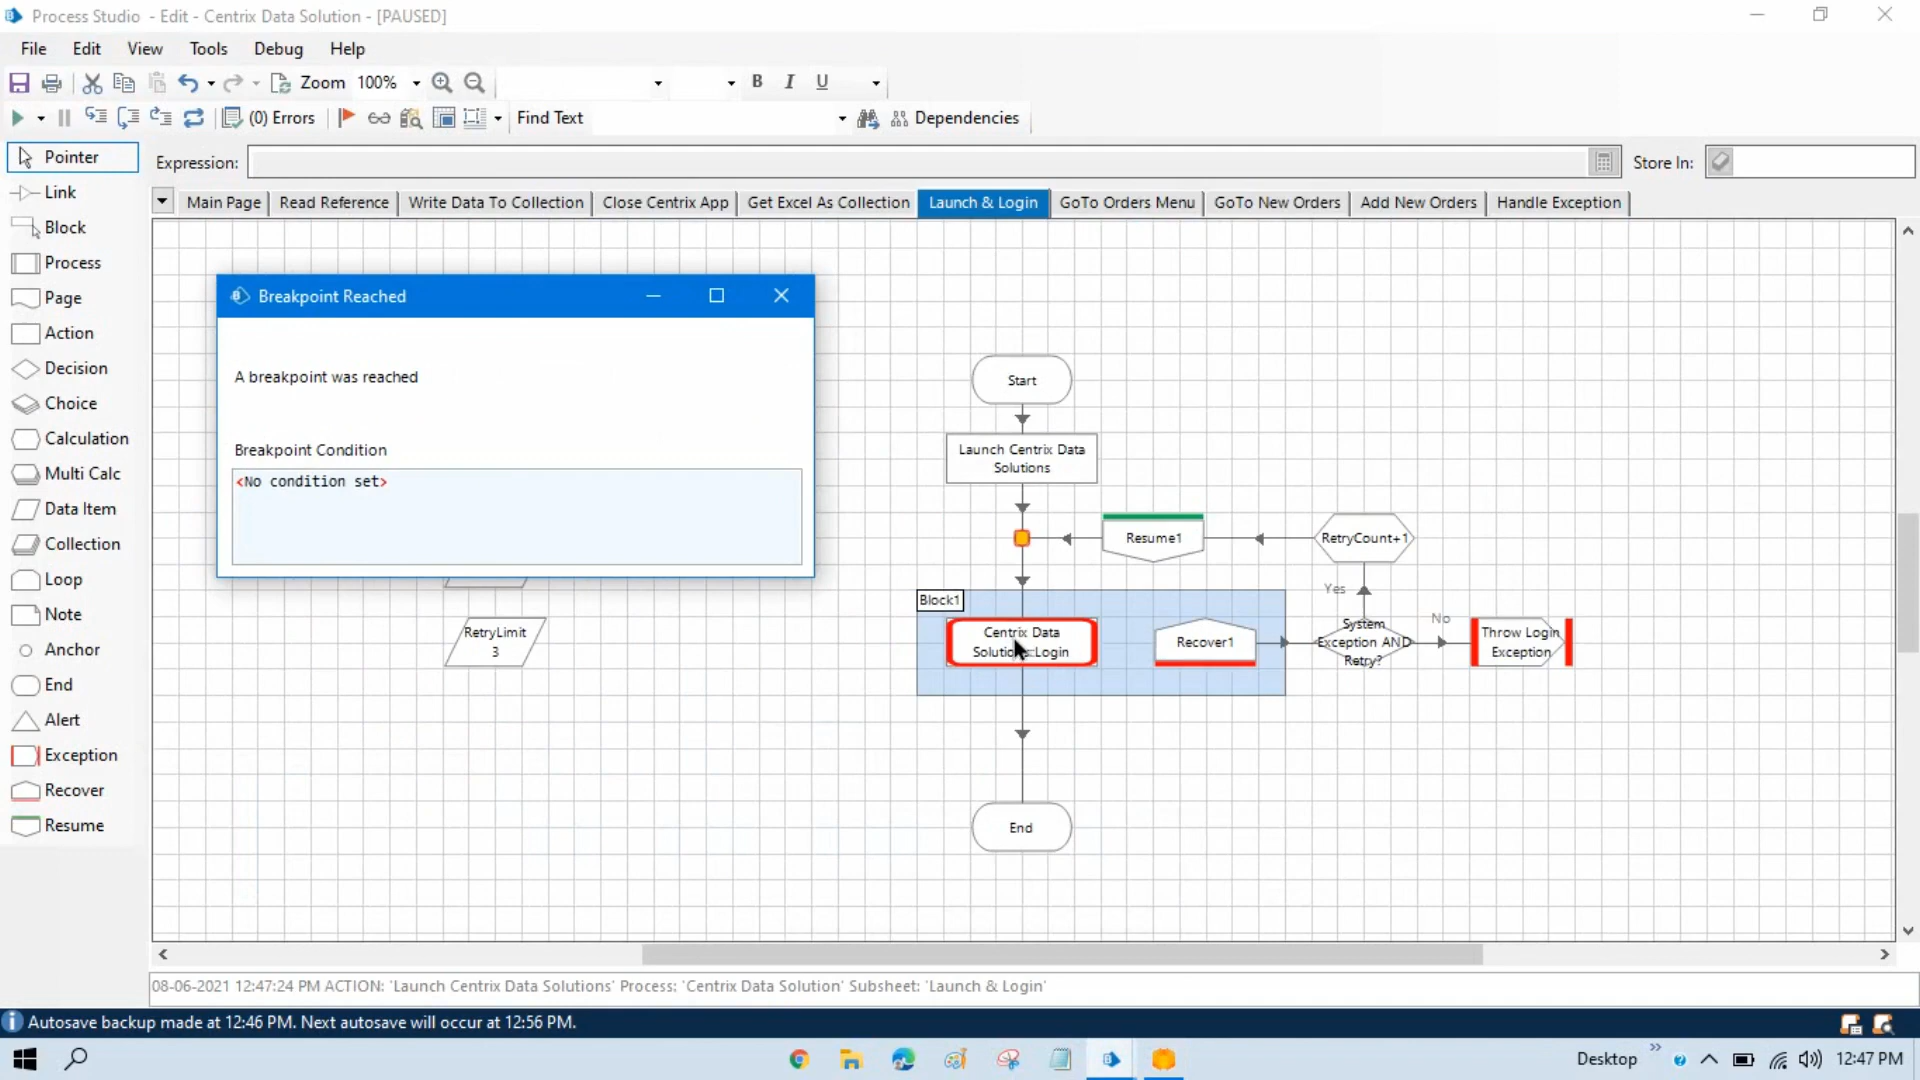 Process Studio - Edit - Centrix Data Solution - [PAUSED]
File Edit View Tools Debug Help
Zoom 100% B I U
(0) Errors Find Text Dependencies
Pointer
Expression: Store In:
Link
Main Page Read Reference Write Data To Collection Close Centrix App Get Excel As Collection Launch & Login GoTo Orders Menu GoTo New Orders Add New Orders Handle Exception
Block
Process
Page
Action
Decision
Choice
Calculation
Multi Calc
Data Item
Collection
Loop
Note
Anchor
End
Alert
Exception
Recover
Resume
Breakpoint Reached
A breakpoint was reached
Breakpoint Condition
<No condition set>
RetryLimit
3
Start
Launch Centrix Data
Solutions
Resume1
RetryCount+1
Yes
Block1
Centrix Data
Solutions::Login
Recover1
System
Exception AND
Retry?
No
Throw Login
Exception
End
08-06-2021 12:47:24 PM ACTION: 'Launch Centrix Data Solutions' Process: 'Centrix Data Solution' Subsheet: 'Launch & Login'
Autosave backup made at 12:46 PM. Next autosave will occur at 12:56 PM.
Desktop 12:47 PM